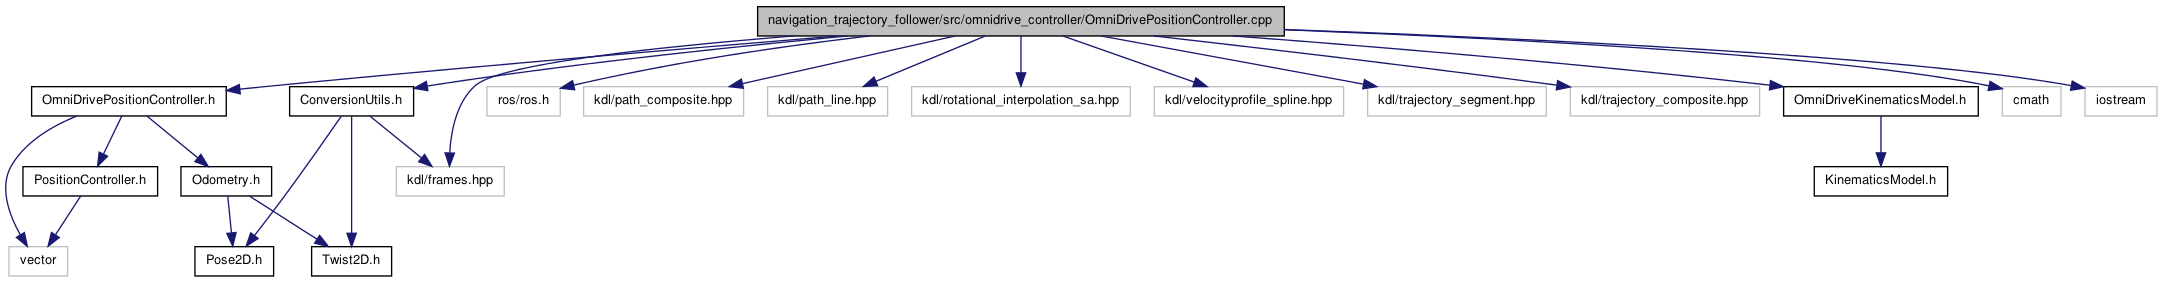 navigation_trajectory_follower/src/omnidrive_controller/OmniDrivePositionController.cpp
OmniDrivePositionController.h
ConversionUtils.h
ros/ros.h
kdl/path_composite.hpp
kdl/path_line.hpp
kdl/rotational_interpolation_sa.hpp
kdl/velocityprofile_spline.hpp
kdl/trajectory_segment.hpp
kdl/trajectory_composite.hpp
OmniDriveKinematicsModel.h
cmath
iostream
PositionController.h
Odometry.h
kdl/frames.hpp
KinematicsModel.h
vector
Pose2D.h
Twist2D.h